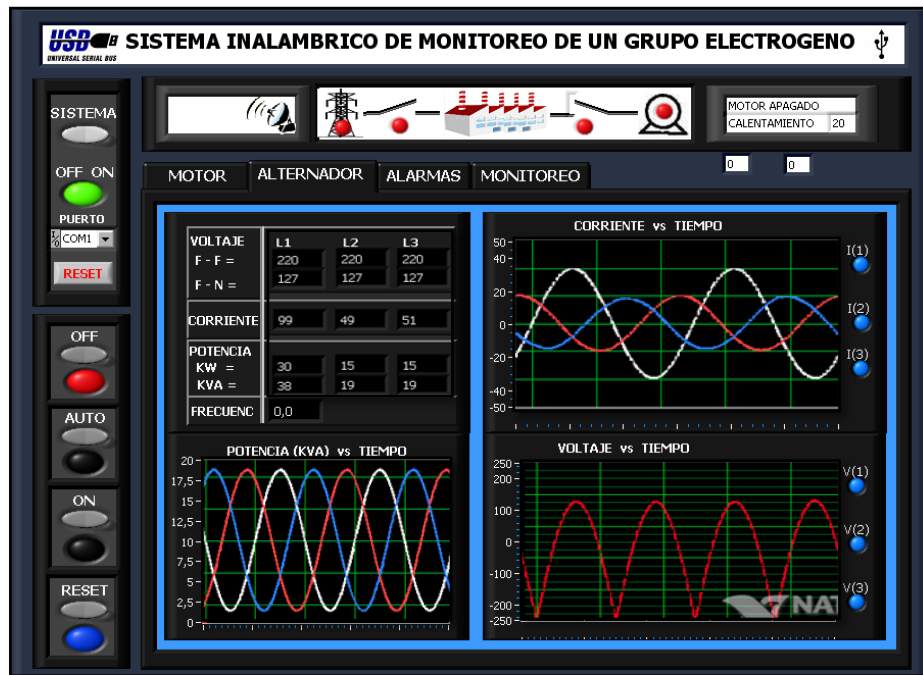 USB SISTEMA INALAMBRICO DE MONITOREO DE UN GRUPO ELECTROGENO
UNIVERSAL SERIAL BUS
SISTEMA
OFF ON
PUERTO
I/O COM1
RESET
OFF
AUTO
ON
RESET
MOTOR APAGADO
CALENTAMIENTO 20
0 0
MOTOR ALTERNADOR ALARMAS MONITOREO
VOLTAJE L1 L2 L3
F - F = 220 220 220
F - N = 127 127 127
CORRIENTE 99 49 51
POTENCIA
KW = 30 15 15
KVA = 38 19 19
FRECUENC 0,0
CORRIENTE vs TIEMPO
50
40
20
0
-20
-40
-50
I(1)
I(2)
I(3)
POTENCIA (KVA) vs TIEMPO
20
17,5
15
12,5
10
7,5
5
2,5
0
VOLTAJE vs TIEMPO
250
200
100
0
-100
-200
-250
V(1)
V(2)
V(3)
NAT